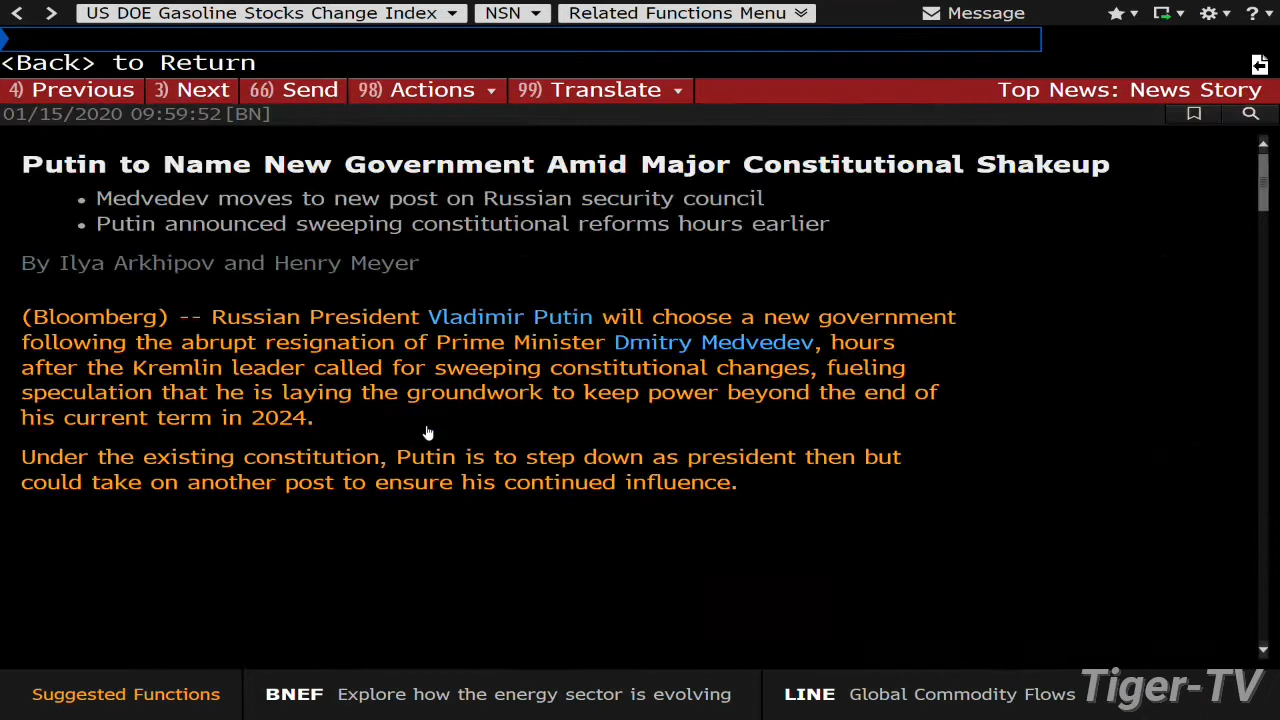 US DOE Gasoline Stocks Change Index NSN Related Functions Menu Message ?
<Back> to Return
4) Previous 3) Next 66) Send 98) Actions 99) Translate Top News: News Story
01/15/2020 09:59:52 [BN]
Putin to Name New Government Amid Major Constitutional Shakeup
• Medvedev moves to new post on Russian security council
• Putin announced sweeping constitutional reforms hours earlier
By Ilya Arkhipov and Henry Meyer
(Bloomberg) -- Russian President Vladimir Putin will choose a new government
following the abrupt resignation of Prime Minister Dmitry Medvedev, hours
after the Kremlin leader called for sweeping constitutional changes, fueling
speculation that he is laying the groundwork to keep power beyond the end of
his current term in 2024.
Under the existing constitution, Putin is to step down as president then but
could take on another post to ensure his continued influence.
Suggested Functions BNEF Explore how the energy sector is evolving LINE Global Commodity Flows Tiger-TV